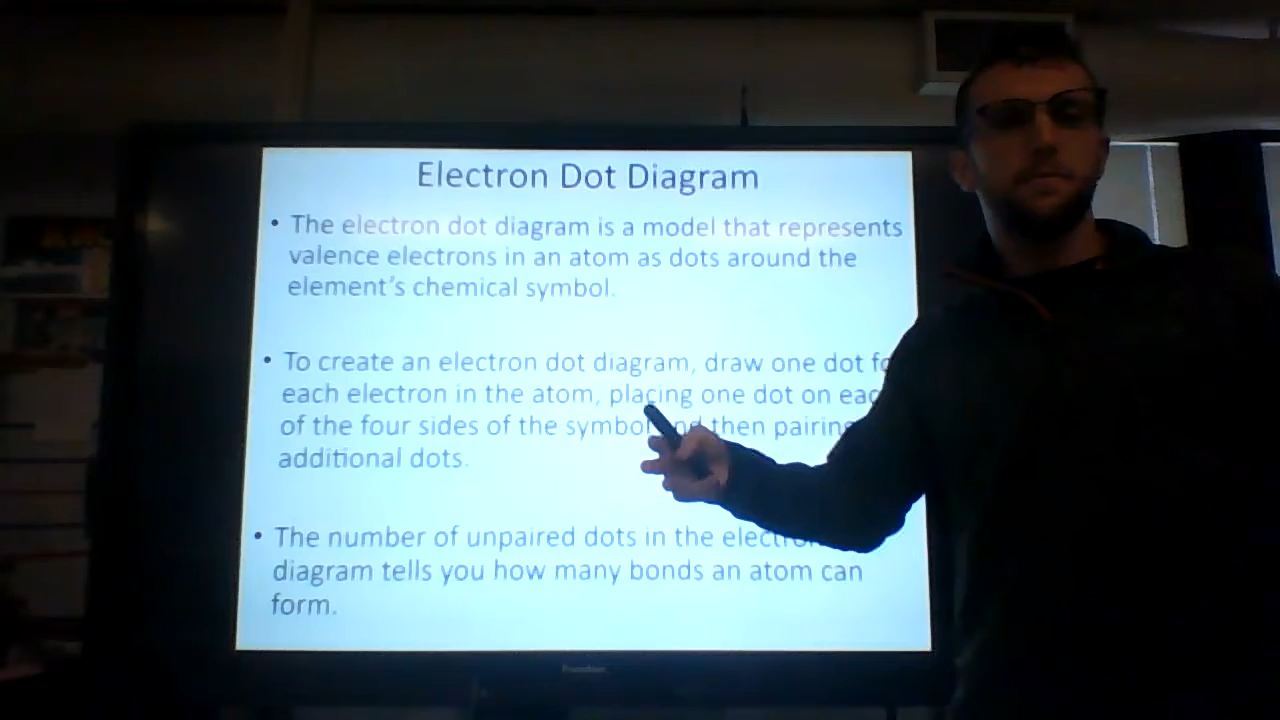 Electron Dot Diagram
• The electron dot diagram is a model that represents
valence electrons in an atom as dots around the
element's chemical symbol.
• To create an electron dot diagram, draw one dot
each electron in the atom, placing one dot on
of the four sides of the symbol then pairing
additional dots.
• The number of unpaired dots in the
diagram tells you how many bonds an atom can
form.